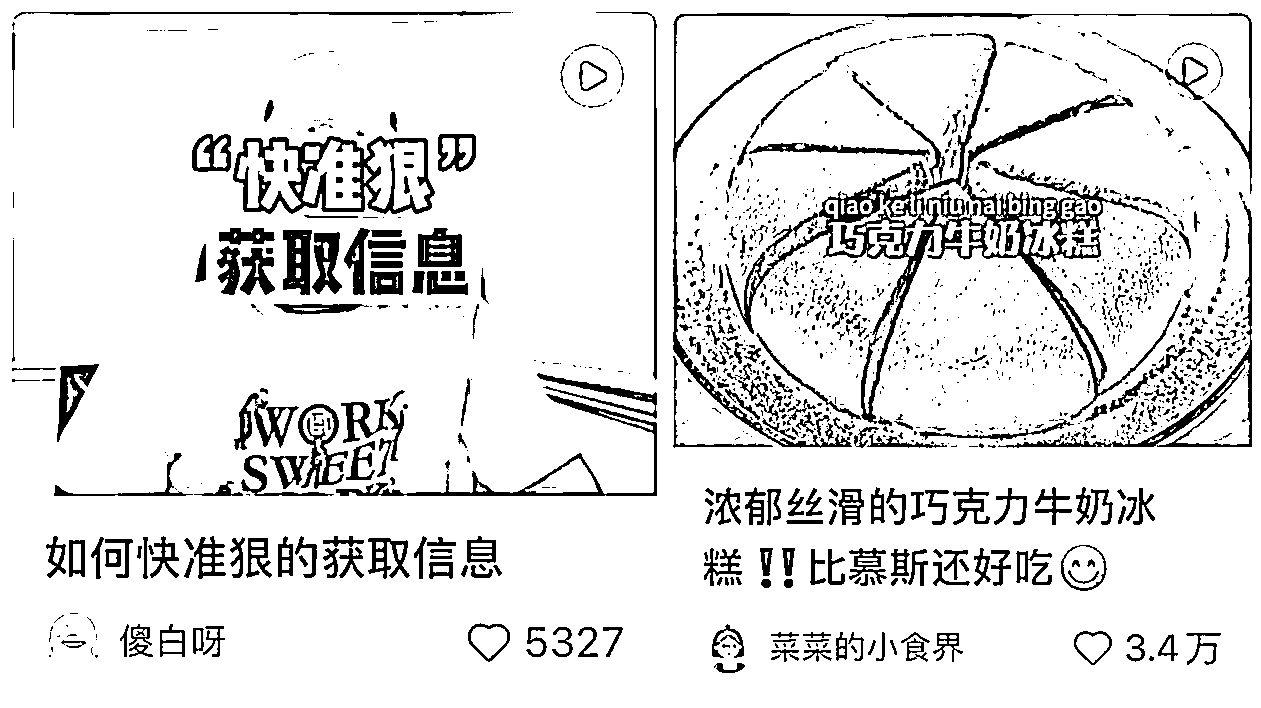 “快准狠”
获取信息
WORK
SWEET
如何快准狠的获取信息
傻白呀
5327
qiao ke li niu nai bing gao
巧克力牛奶冰糕
浓郁丝滑的巧克力牛奶冰
糕‼️比慕斯还好吃😊
菜菜的小食界
3.4万